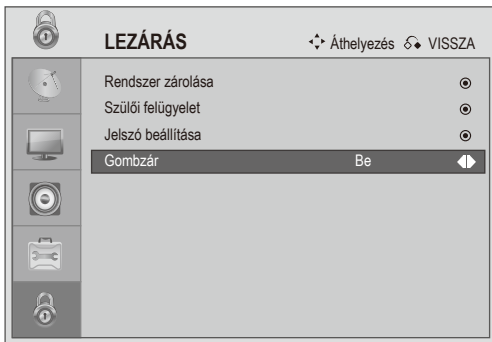 LEZÁRÁS Áthelyezés VISSZA
Rendszer zárolása
Szülői felügyelet
Jelszó beállítása
Gombzár Be